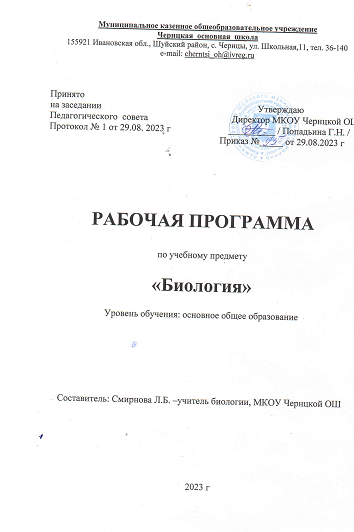 Муниципальное казенное общеобразовательное учреждение
Черницкая основная школа
155921 Ивановская обл., Шуйский район, с. Черницы, ул. Школьная,11, тел. 36-140
e-mail: cherntsi_oh@ivreg.ru
Принято
на заседании
Педагогического совета
Протокол № 1 от 29.08. 2023 г
Утверждаю
Директор МКОУ Чернцкой ОШ
/ Попадьина Г.Н. /
Приказ № от 29.08.2023 г
РАБОЧАЯ ПРОГРАММА
по учебному предмету
«Биология»
Уровень обучения: основное общее образование
Составитель: Смирнова Л.Б. –учитель биологии, МКОУ Чернцкой ОШ
2023 г